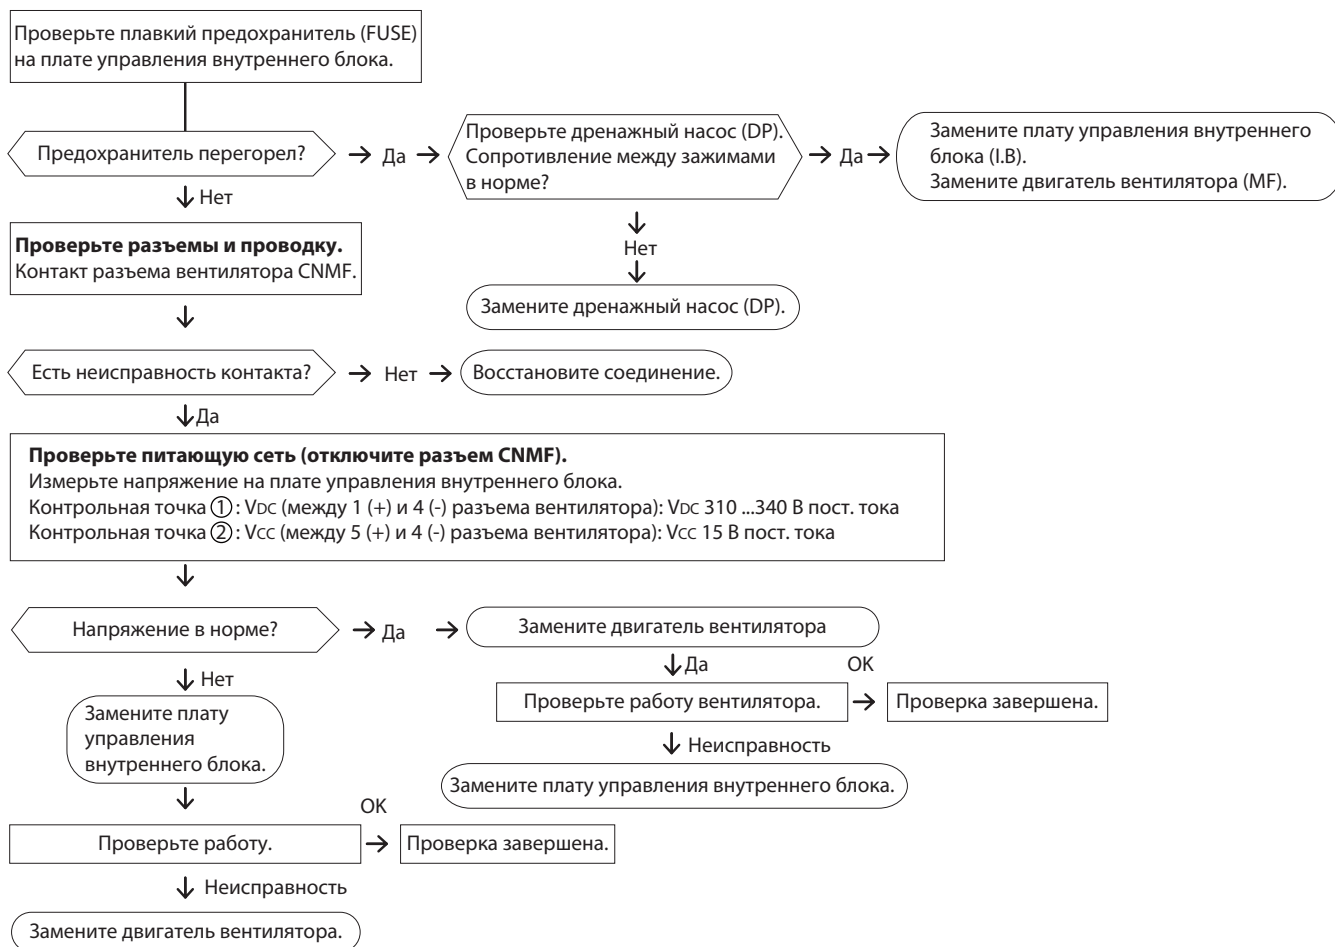 Проверьте плавкий предохранитель (FUSE)
на плате управления внутреннего блока.
Предохранитель перегорел?
Да
Проверьте дренажный насос (DP).
Сопротивление между зажимами
в норме?
Да
Замените плату управления внутреннего
блока (I.B).
Замените двигатель вентилятора (MF).
Нет
Нет
Проверьте разъемы и проводку.
Контакт разъема вентилятора CNMF.
Замените дренажный насос (DP).
Есть неисправность контакта?
Нет
Восстановите соединение.
Да
Проверьте питающую сеть (отключите разъем CNMF).
Измерьте напряжение на плате управления внутреннего блока.
Контрольная точка ①: VDC (между 1 (+) и 4 (-) разъема вентилятора): VDC 310 ...340 В пост. тока
Контрольная точка ②: VCC (между 5 (+) и 4 (-) разъема вентилятора): VCC 15 В пост. тока
Напряжение в норме?
Да
Замените двигатель вентилятора
Нет
Да
OK
Замените плату
управления
внутреннего блока.
Проверьте работу вентилятора.
Проверка завершена.
Неисправность
Замените плату управления внутреннего блока.
OK
Проверьте работу.
Проверка завершена.
Неисправность
Замените двигатель вентилятора.